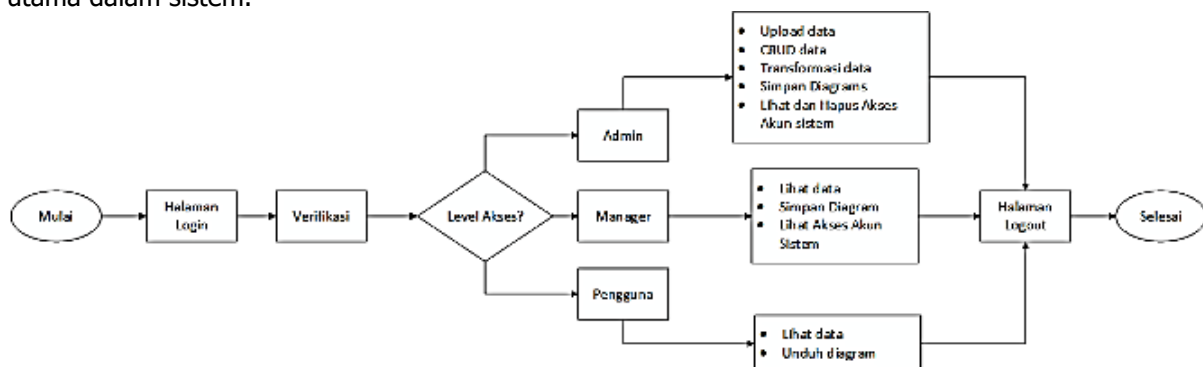 utama dalam sistem.
Mulai
Halaman
Login
Verifikasi
Level Akses?
Admin
• Upload data
• CRUD data
• Transformasi data
• Simpan Diagrams
• Lihat dan Hapus Akses
Akun sistem
Manager
• Lihat data
• Simpan Diagram
• Lihat Akses Akun
Sistem
Pengguna
• Lihat data
• Unduh diagram
Halaman
Logout
Selesai